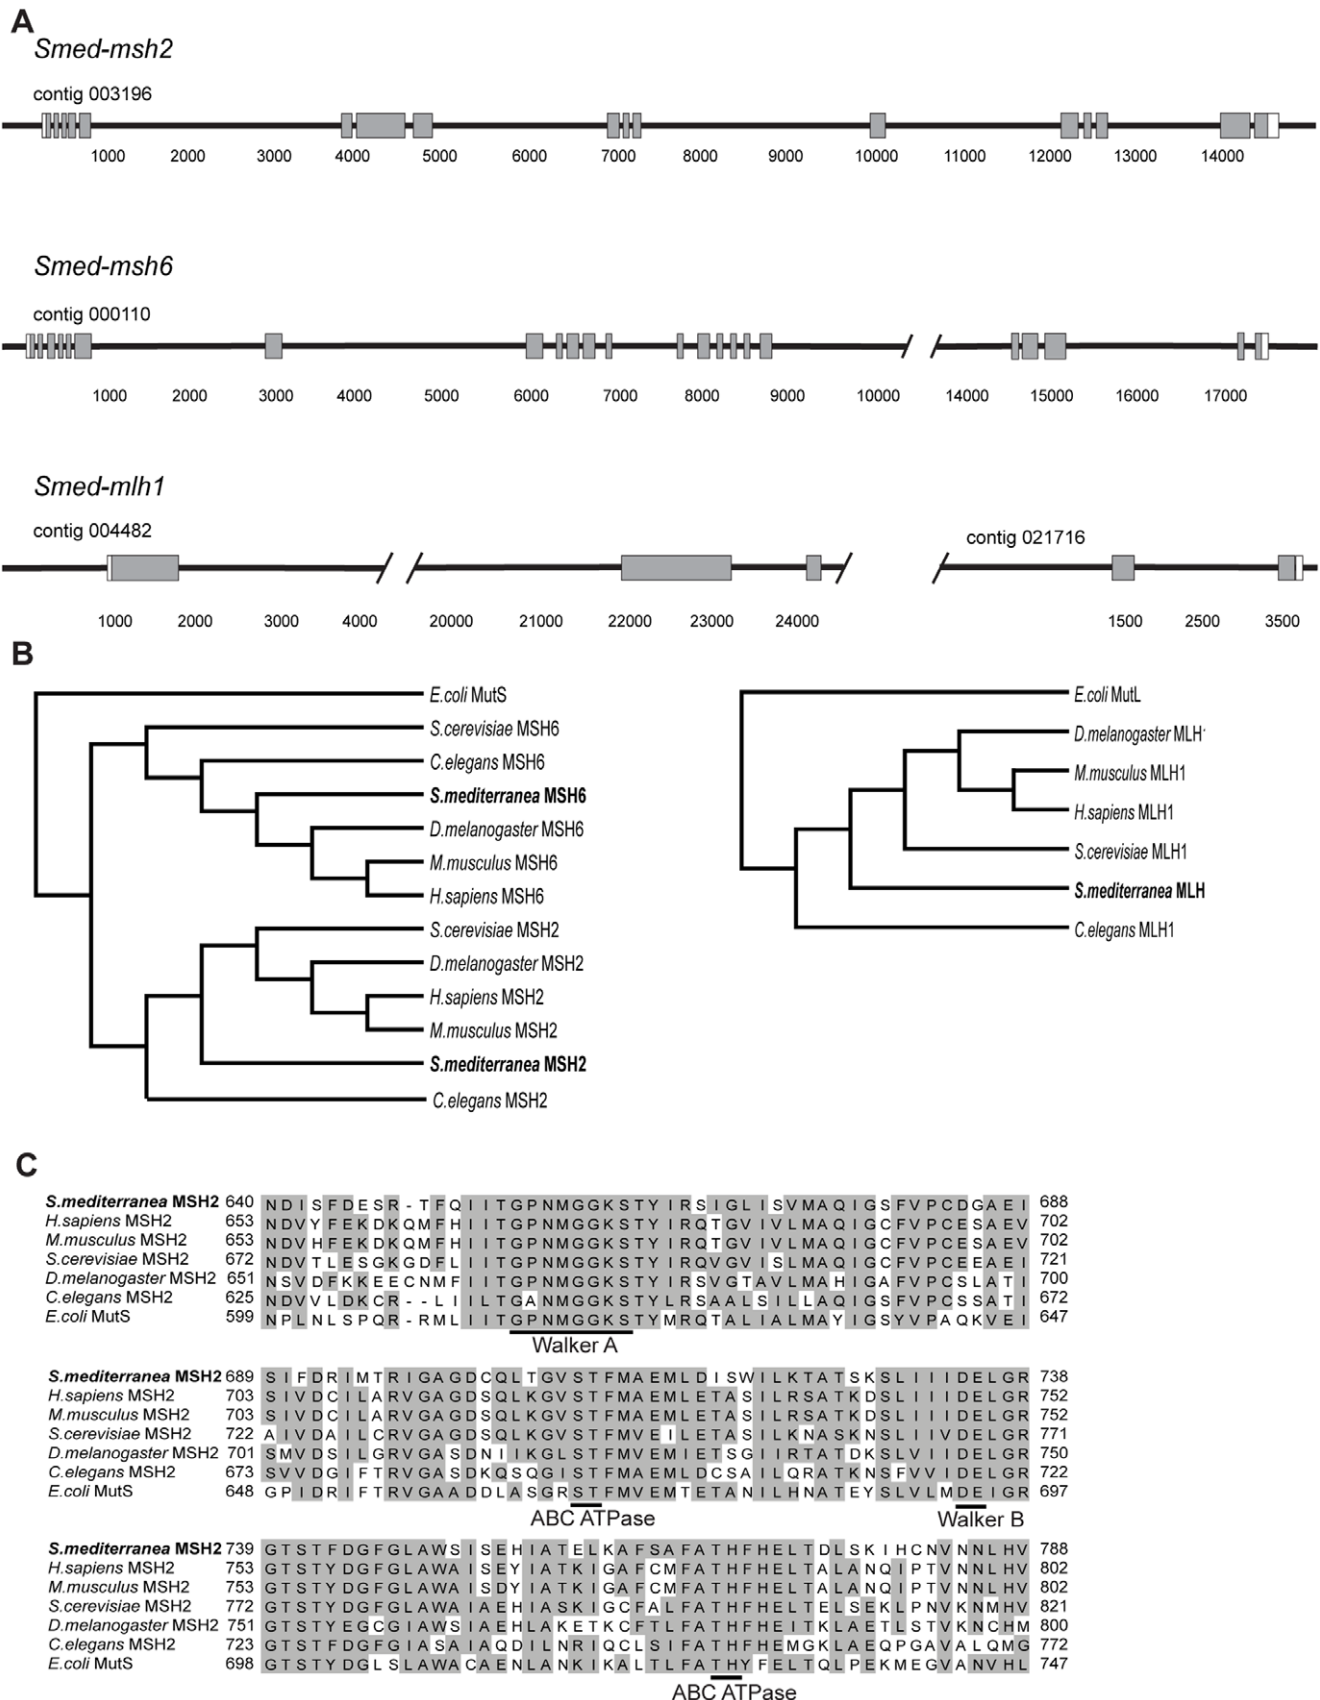 A
Smed-msh2
contig 003196
1000 2000 3000 4000 5000 6000 7000 8000 9000 10000 11000 12000 13000 14000
Smed-msh6
contig 000110
1000 2000 3000 4000 5000 6000 7000 8000 9000 10000 14000 15000 16000 17000
Smed-mlh1
contig 004482
contig 021716
1000 2000 3000 4000 20000 21000 22000 23000 24000 1500 2500 3500
B
E.coli MutS
S.cerevisiae MSH6
C.elegans MSH6
S.mediterranea MSH6
D.melanogaster MSH6
M.musculus MSH6
H.sapiens MSH6
S.cerevisiae MSH2
D.melanogaster MSH2
H.sapiens MSH2
M.musculus MSH2
S.mediterranea MSH2
C.elegans MSH2
E.coli MutL
D.melanogaster MLH
M.musculus MLH1
H.sapiens MLH1
S.cerevisiae MLH1
S.mediterranea MLH
C.elegans MLH1
C
S.mediterranea MSH2 640 NDISFDESR-TFQIITGPNMGGKSTYIRSIGLISVMAQIGSFVPCDGAEI 688
H.sapiens MSH2 653 NDVYFEKDKQMFHIITGPNMGGKSTYIRQTGVIVLMAQIGCFVPCESAEV 702
M.musculus MSH2 653 NDVHFEKDKQMFHIITGPNMGGKSTYIRQTGVIVLMAQIGCFVPCESAEV 702
S.cerevisiae MSH2 672 NDVTLESGKGDFLIITGPNMGGKSTYIRQVGVISLMAQIGCFVPCEEAEI 721
D.melanogaster MSH2 651 NSVDFKKEECNMFIITGPNMGGKSTYIRSVGTAVLMAHIGAFVPCSLATI 700
C.elegans MSH2 625 NDVVLDKCR--LIILTGANMGGKSTYLRSAALSILLAQIGSFVPCSSATI 672
E.coli MutS 599 NPLNLSPQR-RMLIITGPNMGGKSTYMRQTALIALMAYIGSYVPAQKVEI 647
Walker A
S.mediterranea MSH2 689 SIFDRIMTRIGAGDCQLTGVSTFMAEMLDISWILKTATSKSLIIIDELGR 738
H.sapiens MSH2 703 SIVDCILARVGAGDSQLKGVSTFMAEMLETASILRSATKDSLIIIDELGR 752
M.musculus MSH2 703 SIVDCILARVGAGDSQLKGVSTFMAEMLETASILRSATKDSLIIIDELGR 752
S.cerevisiae MSH2 722 AIVDAILCRVGAGDSQLKGVSTFMVEILETASILKNASKNSLIIVDELGR 771
D.melanogaster MSH2 701 SMVDSILGRVGASDNIIKGLSTFMVEMIETSGIIRTATDKSLVIIDELGR 750
C.elegans MSH2 673 SVVDGIFTRVGASDKQSQGISTFMAEMLDCSAILQRATKNSFVVIDELGR 722
E.coli MutS 648 GPIDRIFTRVGAADDLASGRSTFMVEMTETANILHNATEYSLVLMDEIGR 697
ABC ATPase
Walker B
S.mediterranea MSH2 739 GTSTFDGFGLAWSISEHIATELKAFSAFATHFHELTDLSKIHCNVNNLHV 788
H.sapiens MSH2 753 GTSTYDGFGLAWAISEYIATKIGAFCMFATHFHELTALANQIPTVNNLHV 802
M.musculus MSH2 753 GTSTYDGFGLAWAISDYIATKIGAFCMFATHFHELTALANQIPTVNNLHV 802
S.cerevisiae MSH2 772 GTSTYDGFGLAWAIAEHIASKIGCFALFATHFHELTELSEKLPNVKNMHV 821
D.melanogaster MSH2 751 GTSTYEGCGIAWSIAEHLAKETKCFTLFATHFHEITKLAETLSTVKNCHM 800
C.elegans MSH2 723 GTSTFDGFGIASAIAQDILNRIQCLSIFATHFHEMGKLAEQPGAVALQMG 772
E.coli MutS 698 GTSTYDGLSLAWACAENLANKIKALTLFATHYFELTQLPEKMEGVANVHL 747
ABC ATPase